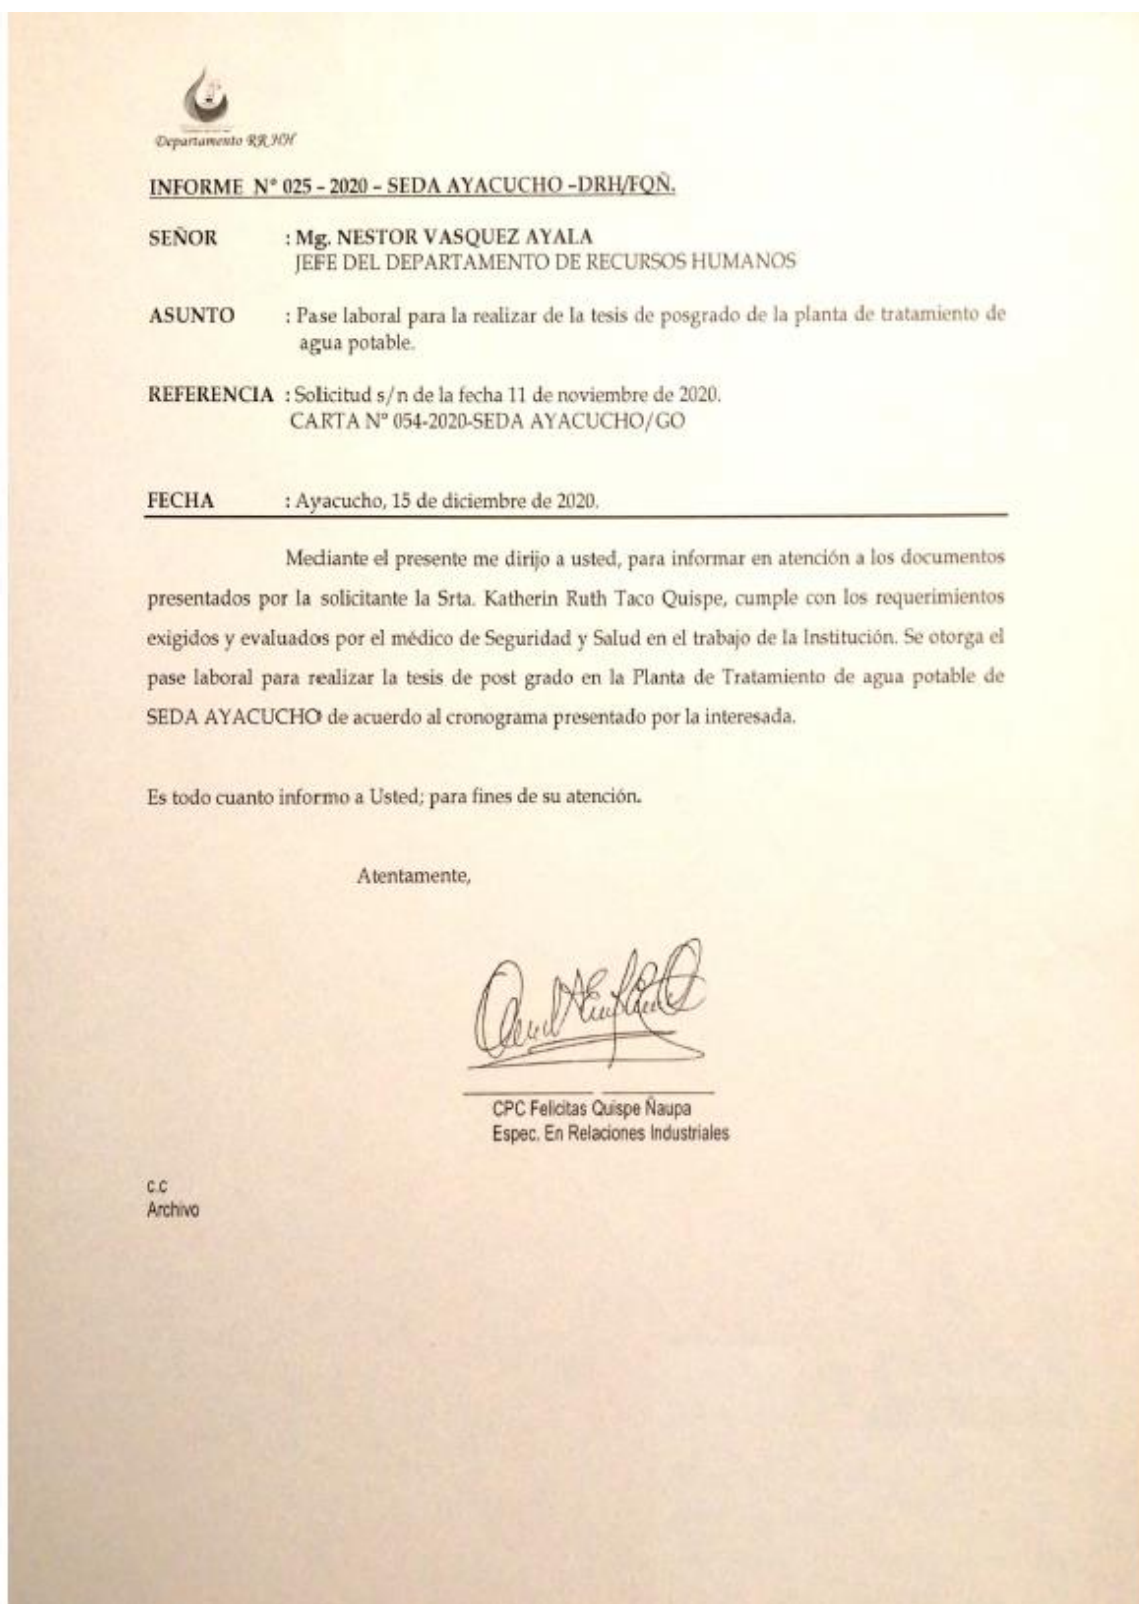 Departamento RR.HH
INFORME N° 025 - 2020 - SEDA AYACUCHO -DRH/FQÑ.
SEÑOR : Mg. NESTOR VASQUEZ AYALA
JEFE DEL DEPARTAMENTO DE RECURSOS HUMANOS
ASUNTO : Pase laboral para la realizar de la tesis de posgrado de la planta de tratamiento de
agua potable.
REFERENCIA : Solicitud s/n de la fecha 11 de noviembre de 2020.
CARTA N° 054-2020-SEDA AYACUCHO/GO
FECHA : Ayacucho, 15 de diciembre de 2020.
Mediante el presente me dirijo a usted, para informar en atención a los documentos
presentados por la solicitante la Srta. Katherin Ruth Taco Quispe, cumple con los requerimientos
exigidos y evaluados por el médico de Seguridad y Salud en el trabajo de la Institución. Se otorga el
pase laboral para realizar la tesis de post grado en la Planta de Tratamiento de agua potable de
SEDA AYACUCHO de acuerdo al cronograma presentado por la interesada.
Es todo cuanto informo a Usted; para fines de su atención.
Atentamente,
CPC Felicitas Quispe Ñaupa
Espec. En Relaciones Industriales
c.c
Archivo